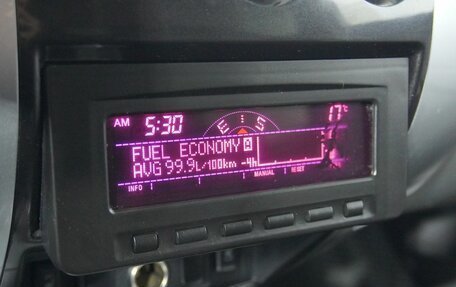 AM 5:30 E S 17°C
FUEL ECONOMY A
AVG 99.9L/100km -4h
INFO MANUAL RESET